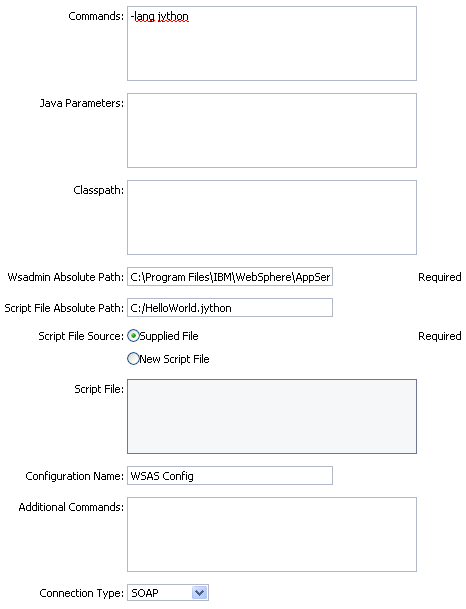 Commands: -lang jython
Java Parameters:
Classpath:
Wsadmin Absolute Path: C:\Program Files\IBM\WebSphere\AppSer Required
Script File Absolute Path: C:/HelloWorld.jython
Script File Source: Supplied File Required
New Script File
Script File:
Configuration Name: WSAS Config
Additional Commands:
Connection Type: SOAP